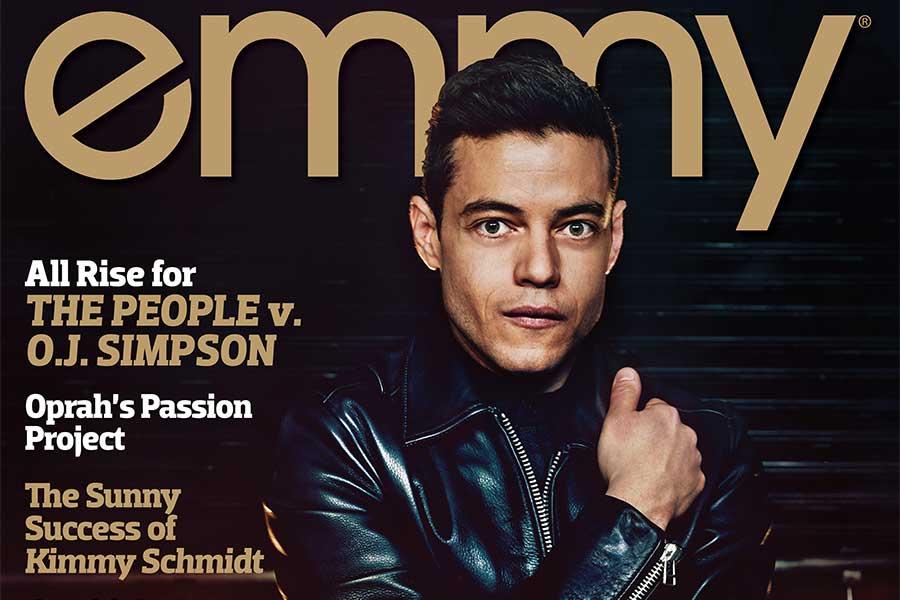 emmy®
All Rise for
THE PEOPLE v.
O.J. SIMPSON
Oprah's Passion
Project
The Sunny
Success of
Kimmy Schmidt